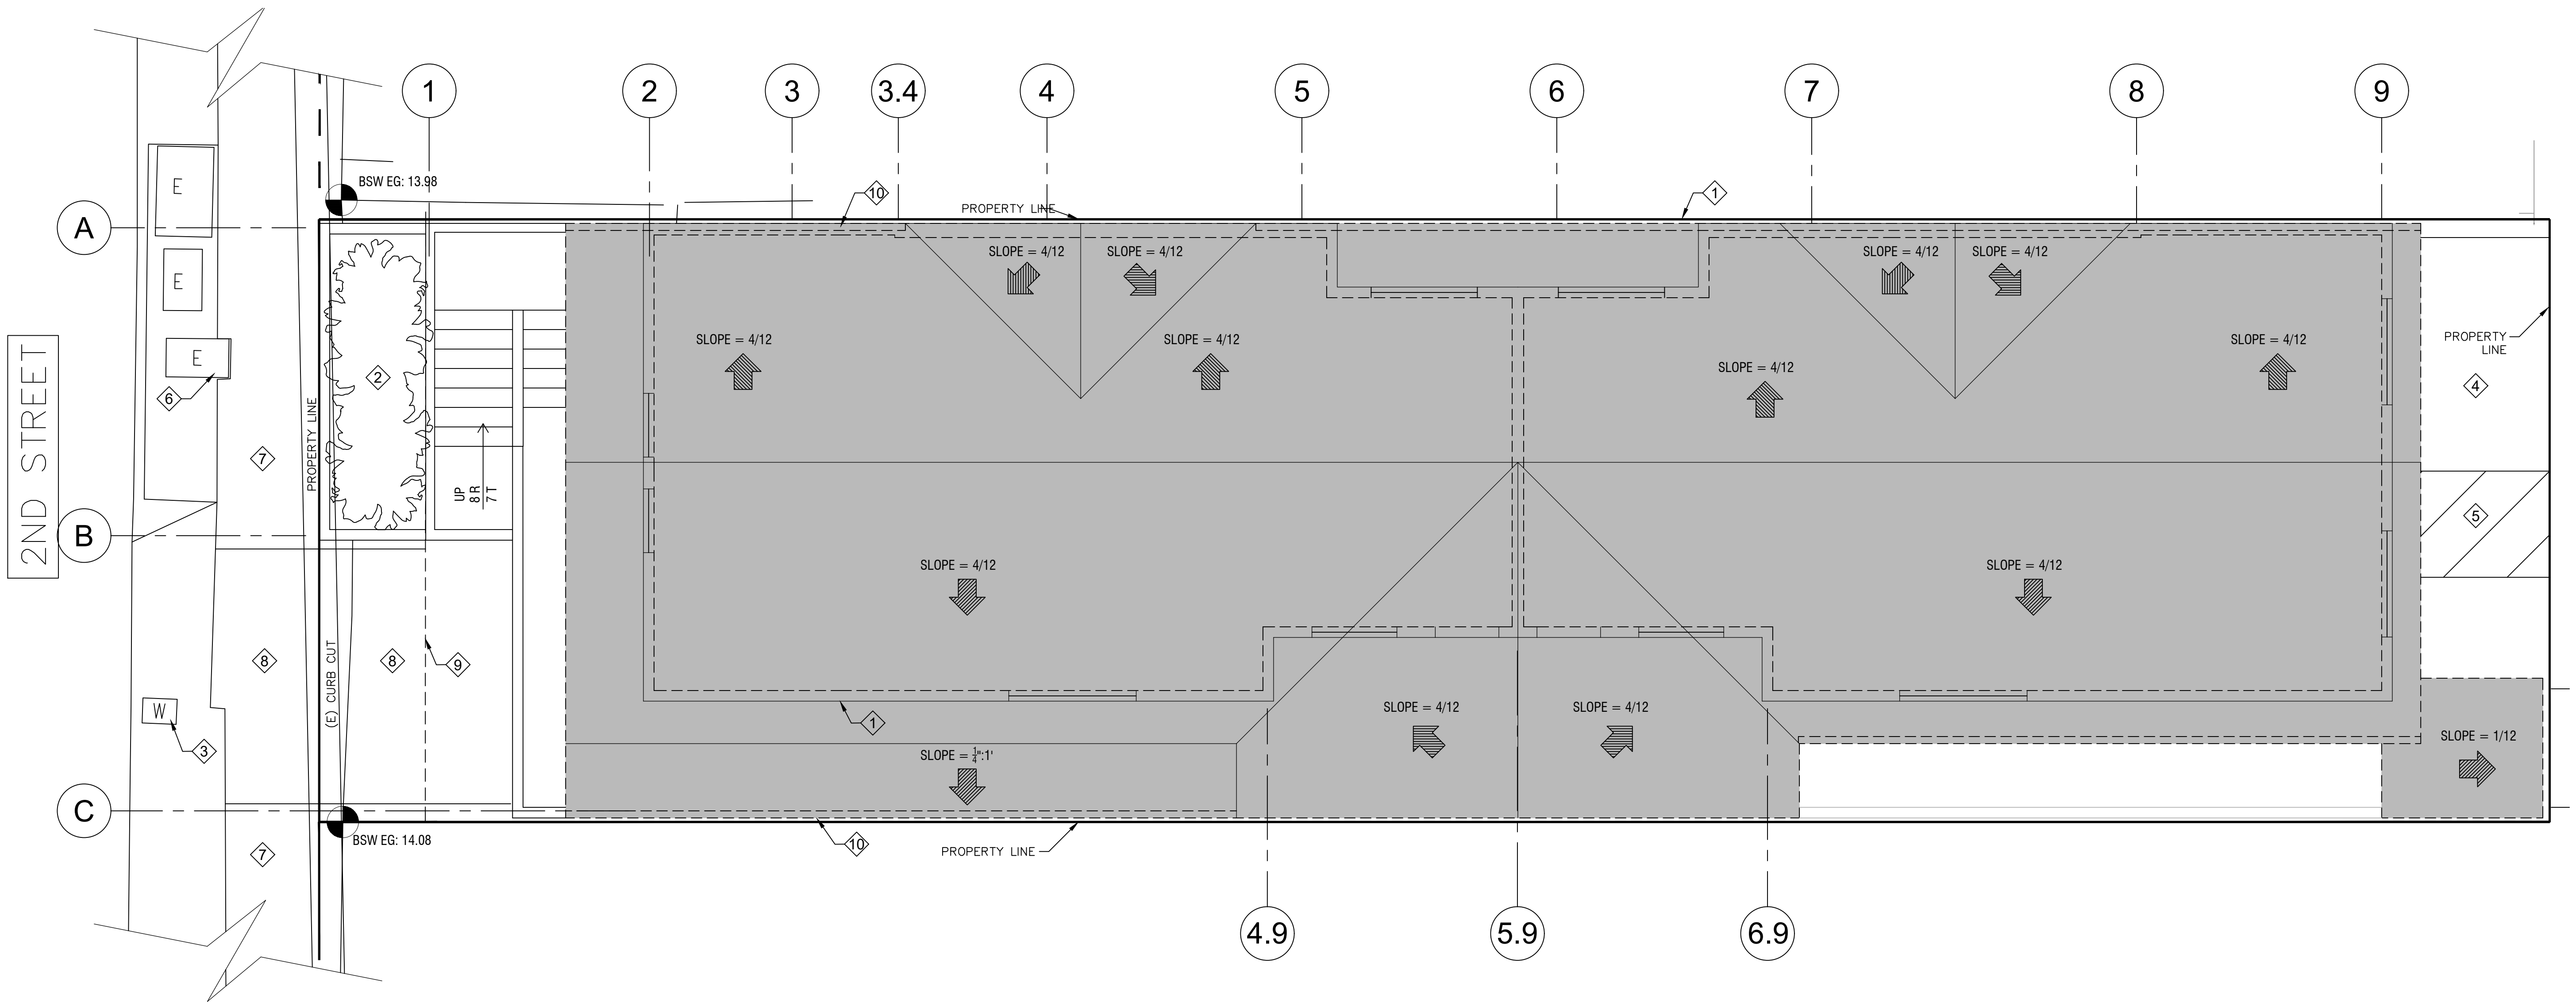 1
2
3
3.4
4
5
6
7
8
9
BSW EG: 13.98
E
10
1
PROPERTY LINE
A
SLOPE = 4/12
SLOPE = 4/12
SLOPE = 4/12
SLOPE = 4/12
E
SLOPE = 4/12
SLOPE = 4/12
SLOPE = 4/12
PROPERTY
LINE
E
SLOPE = 4/12
2
4
6
2ND STREET
PROPERTY LINE
7
UP
8 R
7 T
5
B
SLOPE = 4/12
SLOPE = 4/12
8
(E) CURB CUT
8
9
W
3
1
SLOPE = 4/12
SLOPE = 4/12
SLOPE = 1/4":1'
SLOPE = 1/12
C
BSW EG: 14.08
10
PROPERTY LINE
7
4.9
5.9
6.9